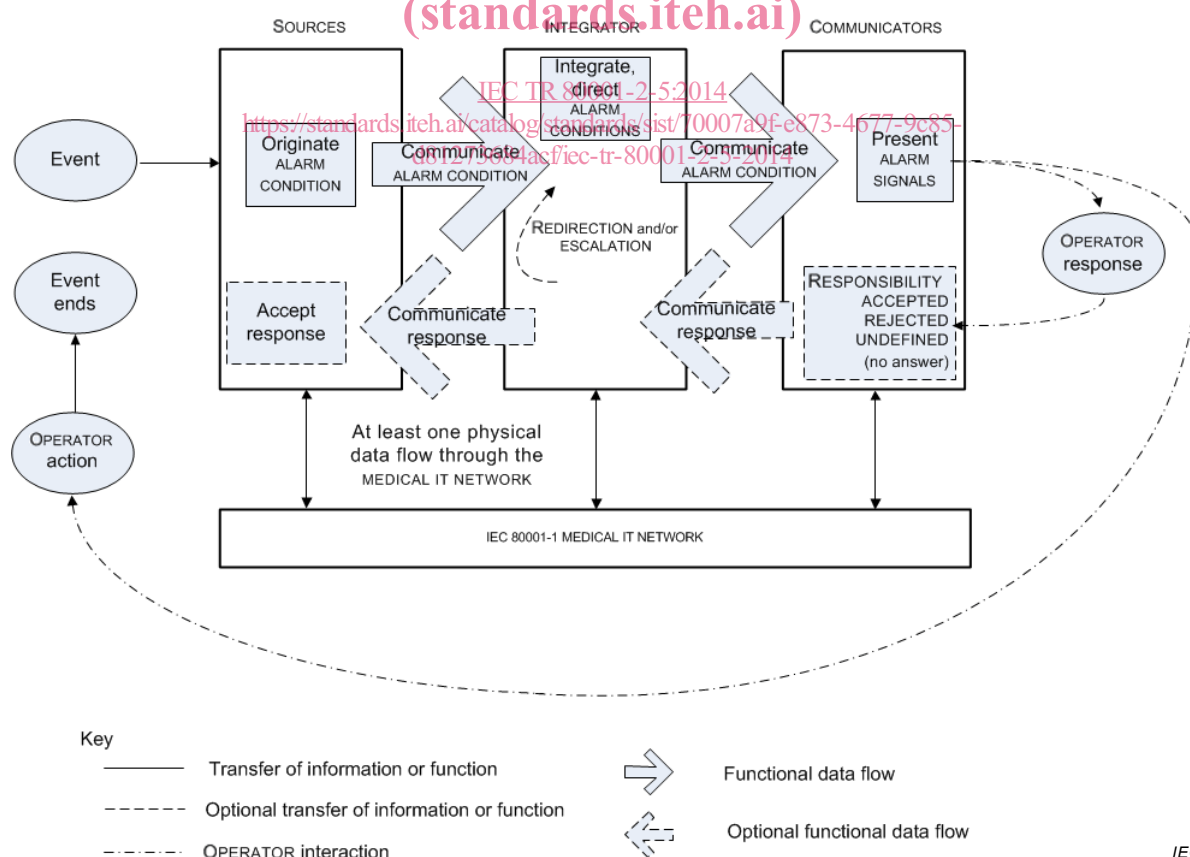 (standards.iteh.ai)
SOURCES
INTEGRATOR
COMMUNICATORS
Integrate,
direct
ALARM
CONDITIONS
IEC TR 80001-2-5:2014
https://standards.iteh.ai/catalog/standards/sist/70007a9f-e873-4677-9c85-
Event
Originate
ALARM
CONDITION
Communicate
ALARM CONDITION
Communicate
ALARM CONDITION
Present
ALARM
SIGNALS
REDIRECTION and/or
ESCALATION
OPERATOR
response
Event
ends
Accept
response
Communicate
response
Communicate
response
RESPONSIBILITY
ACCEPTED
REJECTED
UNDEFINED
(no answer)
OPERATOR
action
At least one physical
data flow through the
MEDICAL IT NETWORK
IEC 80001-1 MEDICAL IT NETWORK
Key
Transfer of information or function
Functional data flow
Optional transfer of information or function
Optional functional data flow
OPERATOR interaction
IE